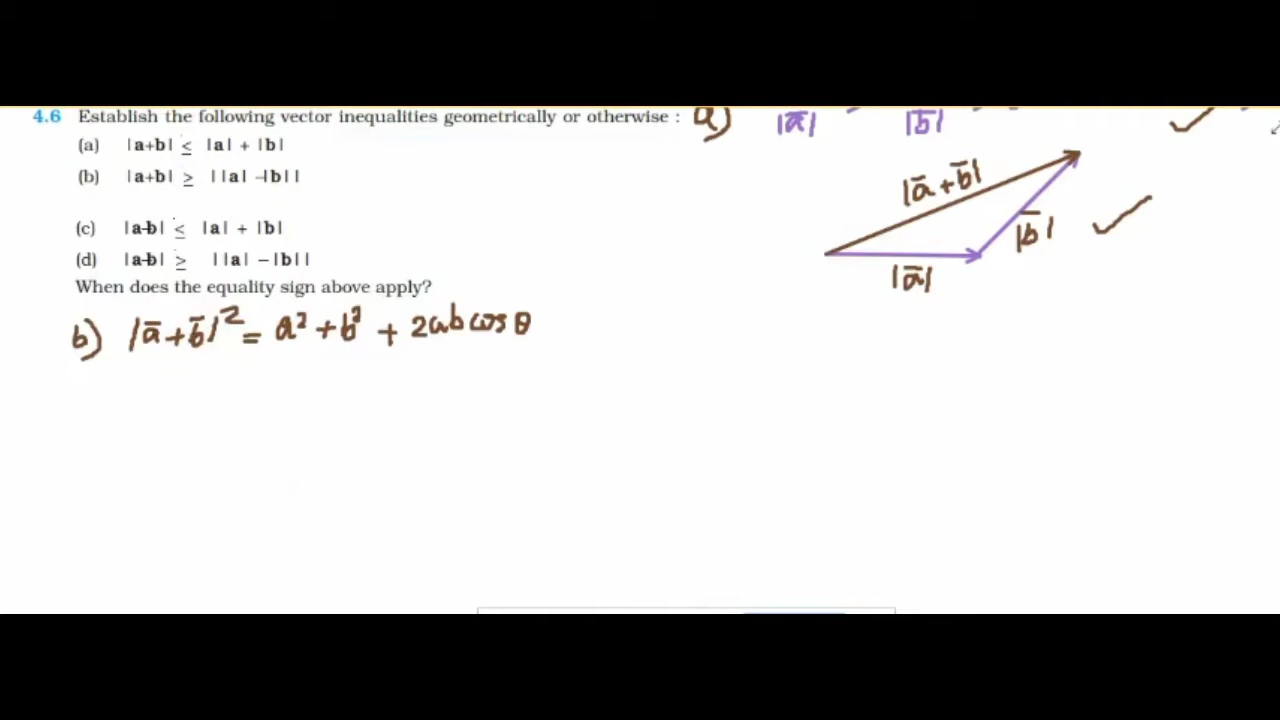 4.6 Establish the following vector inequalities geometrically or otherwise :
(a) |a+b| ≤ |a| + |b|
(b) |a+b| ≥ ||a| −|b||
(c) |a-b| ≤ |a| + |b|
(d) |a-b| ≥ ||a| −|b||
When does the equality sign above apply?
b) |a̅ + b̅|² = a² + b² + 2ab cos θ
a) |a̅| |b̅|
|a̅ + b̅|
|b̅|
|a̅|